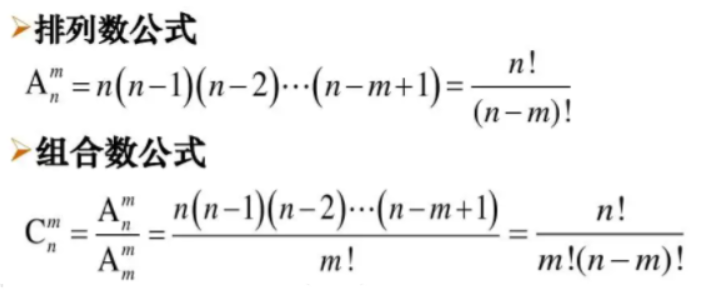 ➢排列数公式
A_n^m = n(n−1)(n−2)⋯(n−m+1) = n!/(n−m)!
➢组合数公式
C_n^m = A_n^m/A_m^m = n(n−1)(n−2)⋯(n−m+1)/m! = n!/m!(n−m)!